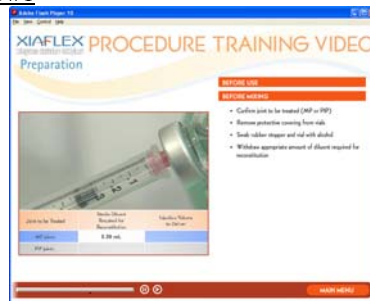 Adobe Flash Player 10
File View Control Help
XIAFLEX PROCEDURE TRAINING VIDEO
Preparation
BEFORE USE
BEFORE MIXING
• Confirm joint to be treated (MP or PIP)
• Remove protective covering from vials
• Swab rubber stopper and vial with alcohol
• Withdraw appropriate amount of diluent required for
reconstitution
Joint to be Treated
Sterile Diluent
Required for
Reconstitution
Injection Volume
to Deliver
MP joints
0.39 mL
PIP joints
MAIN MENU